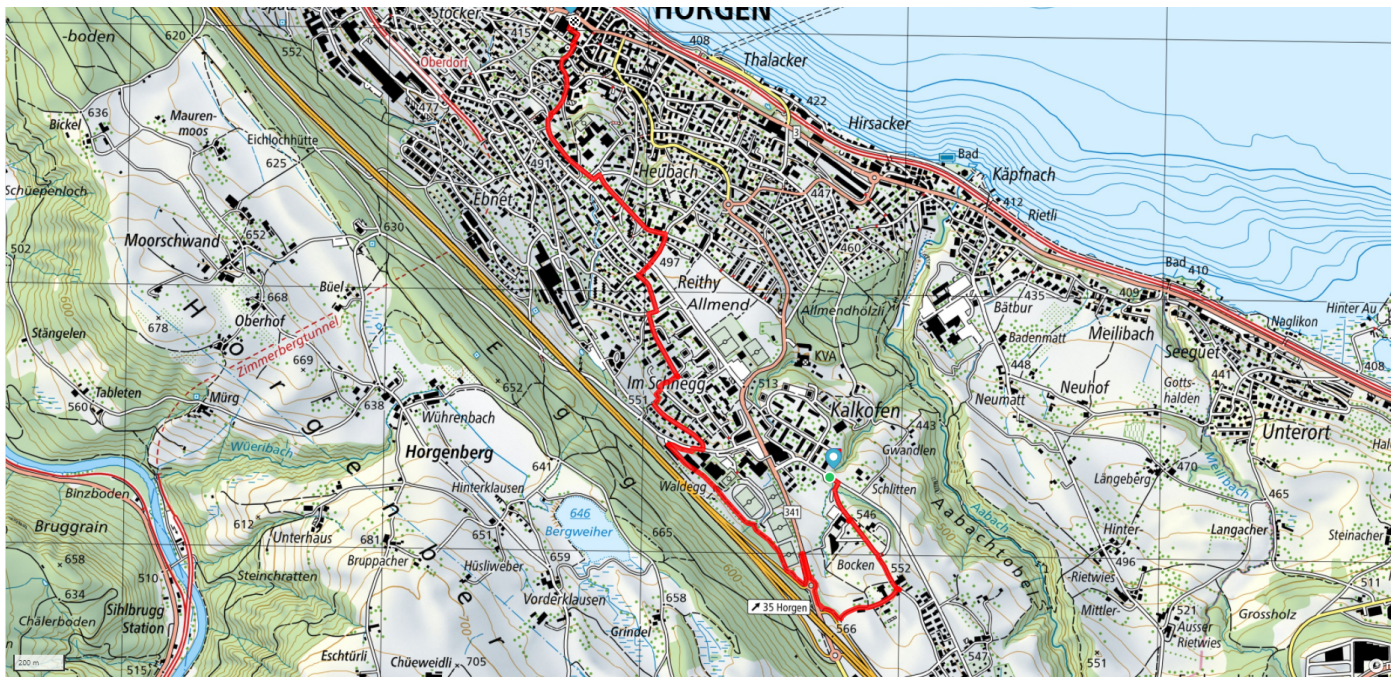 HORGEN
Stocker
-boden
620
552
415
408
Thalacker
Oberdorf
422
636
Bickel
Mauren-
moos
477
Hirsacker
Eichlochhütte
625
491
Heubach
Bad
Käpfnach
Schüepenloch
Ebnet
447
412
Rietli
502
Moorschwand
652
630
460
497
Reithy
Allmend
Bad
410
600
Büel
668
Oberhof
678
Stängelen
Allmendhölzli
435
409
Bätbur
Meilibach
Naglikon
Hinter Au
Zimmerbergtunnel
669
Badenmatt
Seeguet
KVA
408
Egg
652
Im Schnegg
551
513
448
Neuhof
441
Gotts-
halden
Tableten
560
Mürg
638
Neumatt
Wührenbach
Kalkofen
Unterort
Wüeribach
Horgenberg
443
Gwandlen
641
Längeberg
470
Meilibach
Binzboden
Hinterklausen
Waldegg
Schlitten
465
646
Bergweiher
341
546
Aabach
Aabachtobel
500
Bruggrain
612
Unterhaus
681
651
665
Hinter-
Langacher
Steinacher
658
Bruppacher
Hüsliweber
659
600
Bocken
552
-Rietwies
496
510
Steinchratten
Vorderklausen
35 Horgen
Mittler-
511
634
Sihlbrugg
Station
658
566
521
Grossholz
Chälerboden
Grindel
Ausser
Rietwies
Horgenberg
700
547
551
200 m
515
Eschtürli
Chüeweidli
705